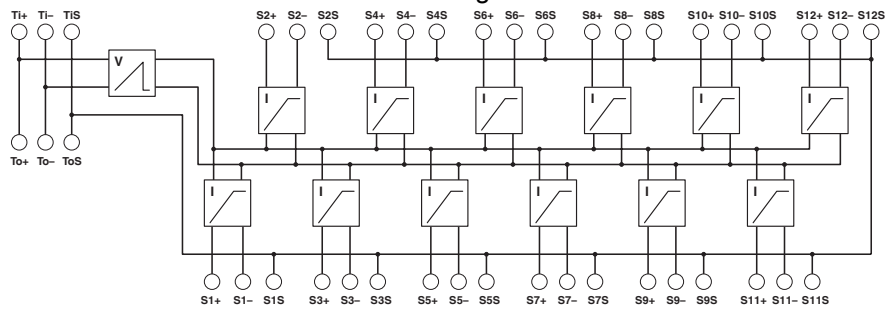 Ti+ Ti– TiS S2+ S2– S2S S4+ S4– S4S S6+ S6– S6S S8+ S8– S8S S10+ S10– S10S S12+ S12– S12S
V
I I I I I I
To+ To– ToS
I I I I I I
S1+ S1– S1S S3+ S3– S3S S5+ S5– S5S S7+ S7– S7S S9+ S9– S9S S11+ S11– S11S